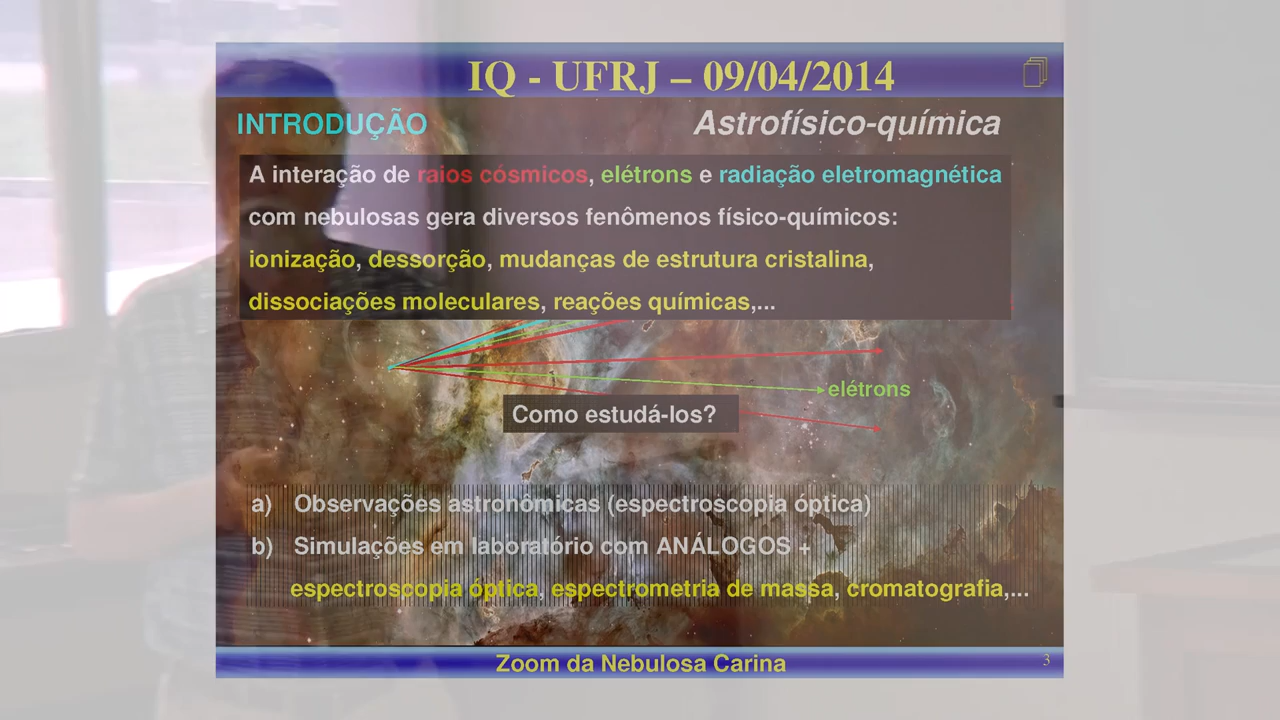 IQ - UFRJ – 09/04/2014
INTRODUÇÃO
Astrofísico-química
A interação de raios cósmicos, elétrons e radiação eletromagnética
com nebulosas gera diversos fenômenos físico-químicos:
ionização, dessorção, mudanças de estrutura cristalina,
dissociações moleculares, reações químicas,...
elétrons
Como estudá-los?
a) Observações astronômicas (espectroscopia óptica)
b) Simulações em laboratório com ANÁLOGOS +
espectroscopia óptica, espectrometria de massa, cromatografia,...
Zoom da Nebulosa Carina
3